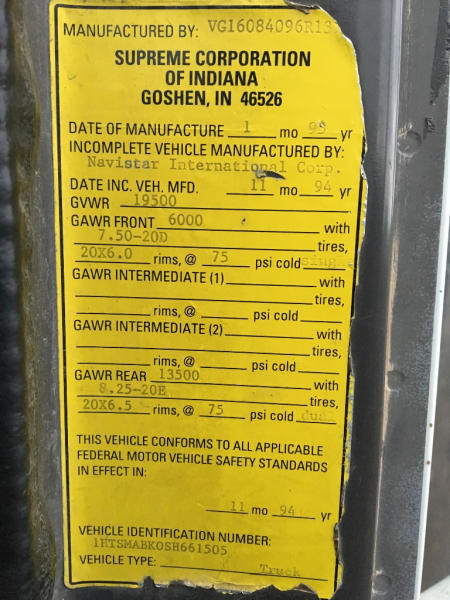 MANUFACTURED BY: VG16084096R13
SUPREME CORPORATION
OF INDIANA
GOSHEN, IN 46526
DATE OF MANUFACTURE 1 mo 95 yr
INCOMPLETE VEHICLE MANUFACTURED BY:
Navistar International Corp.
DATE INC. VEH. MFD. 11 mo 94 yr
GVWR 19500
GAWR FRONT 6000 with
7.50-20D tires,
20X6.0 rims, @ 75 psi cold single
GAWR INTERMEDIATE (1) with
tires,
rims, @ psi cold
GAWR INTERMEDIATE (2) with
tires,
rims, @ psi cold
GAWR REAR 13500 with
8.25-20E tires,
20X6.5 rims, @ 75 psi cold dual
THIS VEHICLE CONFORMS TO ALL APPLICABLE
FEDERAL MOTOR VEHICLE SAFETY STANDARDS
IN EFFECT IN:
11 mo 94 yr
VEHICLE IDENTIFICATION NUMBER:
1HTSMABK0SH661505
VEHICLE TYPE: Truck